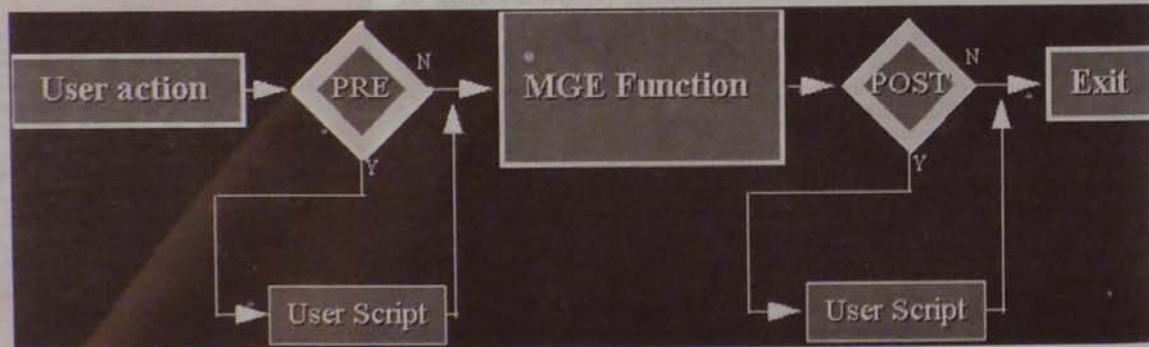 User action
PRE
N
Y
User Script
MGE Function
POST
N
Y
User Script
Exit